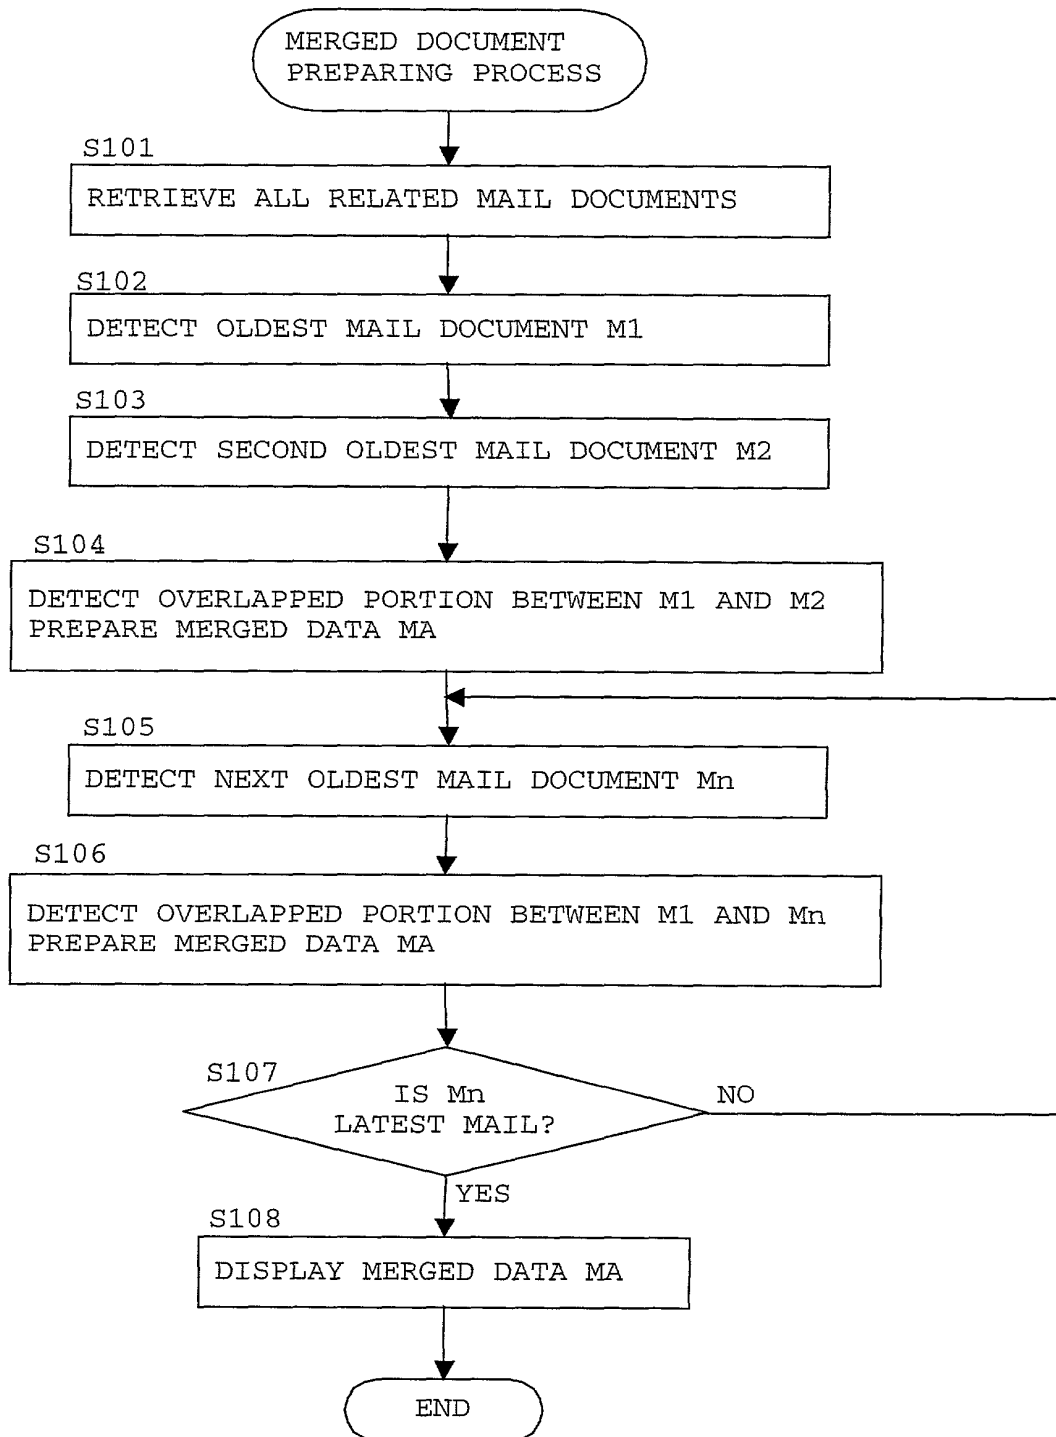 MERGED DOCUMENT
PREPARING PROCESS
S101
RETRIEVE ALL RELATED MAIL DOCUMENTS
S102
DETECT OLDEST MAIL DOCUMENT M1
S103
DETECT SECOND OLDEST MAIL DOCUMENT M2
S104
DETECT OVERLAPPED PORTION BETWEEN M1 AND M2
PREPARE MERGED DATA MA
S105
DETECT NEXT OLDEST MAIL DOCUMENT Mn
S106
DETECT OVERLAPPED PORTION BETWEEN M1 AND Mn
PREPARE MERGED DATA MA
S107
IS Mn
LATEST MAIL?
NO
YES
S108
DISPLAY MERGED DATA MA
END